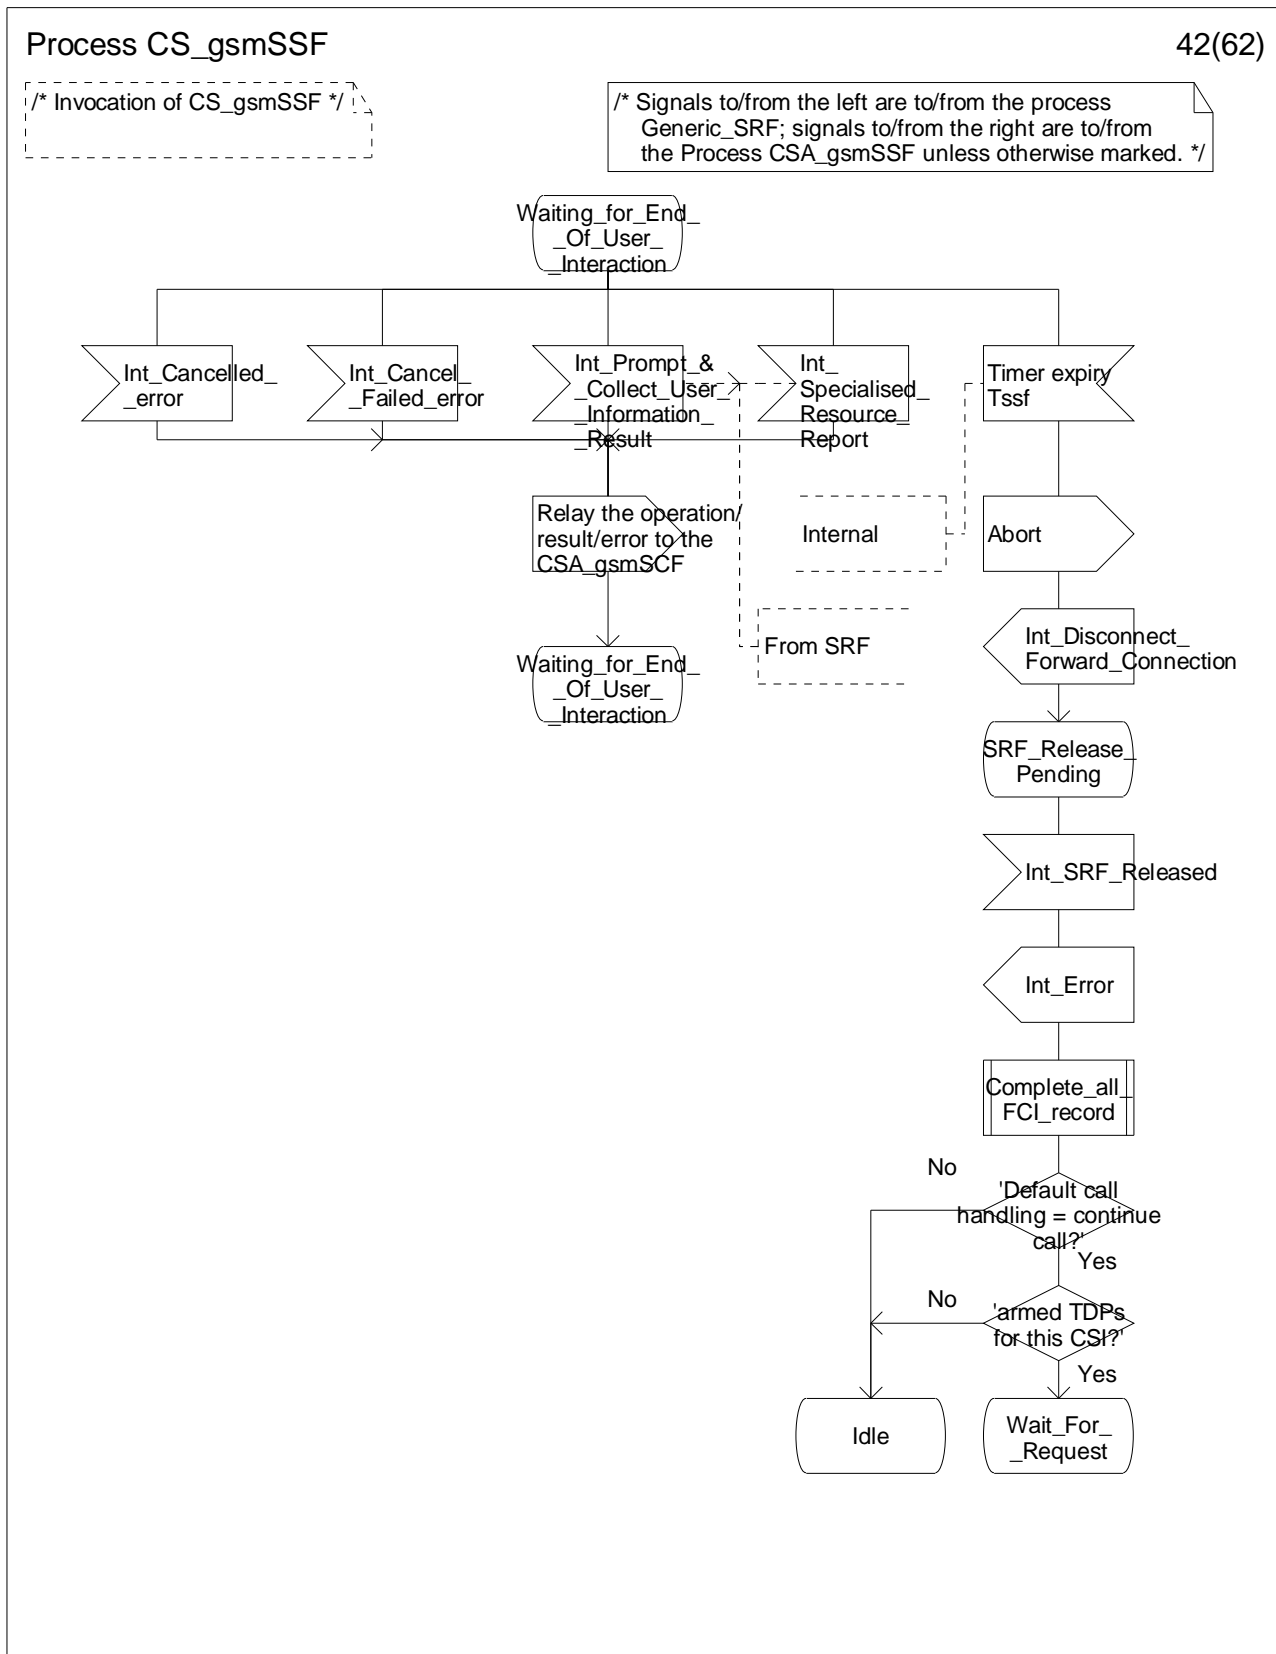 Process CS_gsmSSF
42(62)
/* Invocation of CS_gsmSSF */
/* Signals to/from the left are to/from the process
Generic_SRF; signals to/from the right are to/from
the Process CSA_gsmSSF unless otherwise marked. */
Waiting_for_End_
_Of_User_
_Interaction
Int_Cancelled_
_error
Int_Cancel_
_Failed_error
Int_Prompt_&
_Collect_User_
_Information_
_Result
Int_
Specialised_
Resource_
Report
Timer expiry
Tssf
Relay the operation/
result/error to the
CSA_gsmSCF
Internal
Abort
From SRF
Int_Disconnect_
Forward_Connection
Waiting_for_End_
_Of_User_
_Interaction
SRF_Release_
Pending
Int_SRF_Released
Int_Error
Complete_all_
FCI_record
No
'Default call
handling = continue
call?'
Yes
No
'armed TDPs
for this CSI?'
Yes
Idle
Wait_For_
_Request